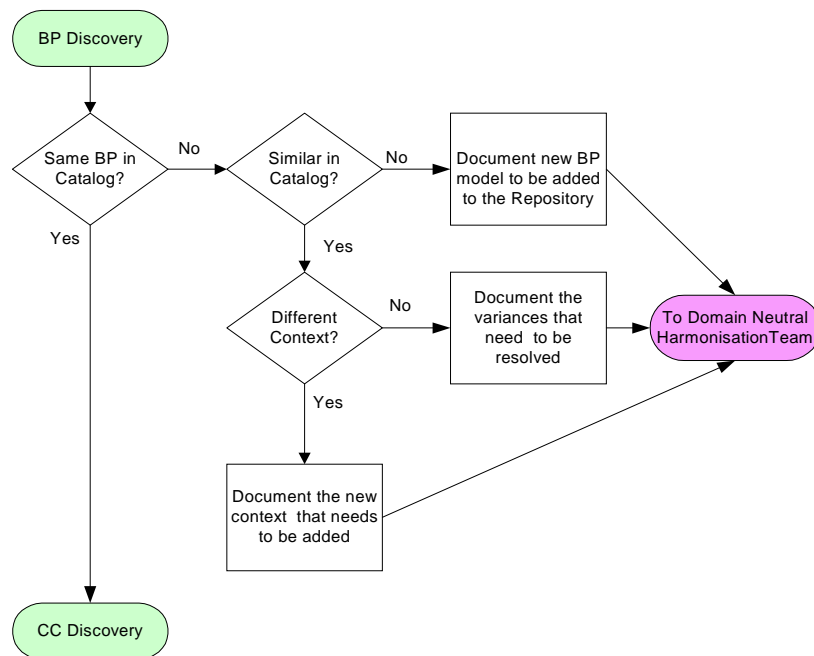 BP Discovery
Same BP in
Catalog?
No
Similar in
Catalog?
No
Document new BP
model to be added
to the Repository
Yes
Yes
Different
Context?
No
Document the
variances that
need to be
resolved
To Domain Neutral
HarmonisationTeam
Yes
Document the new
context that needs
to be added
CC Discovery